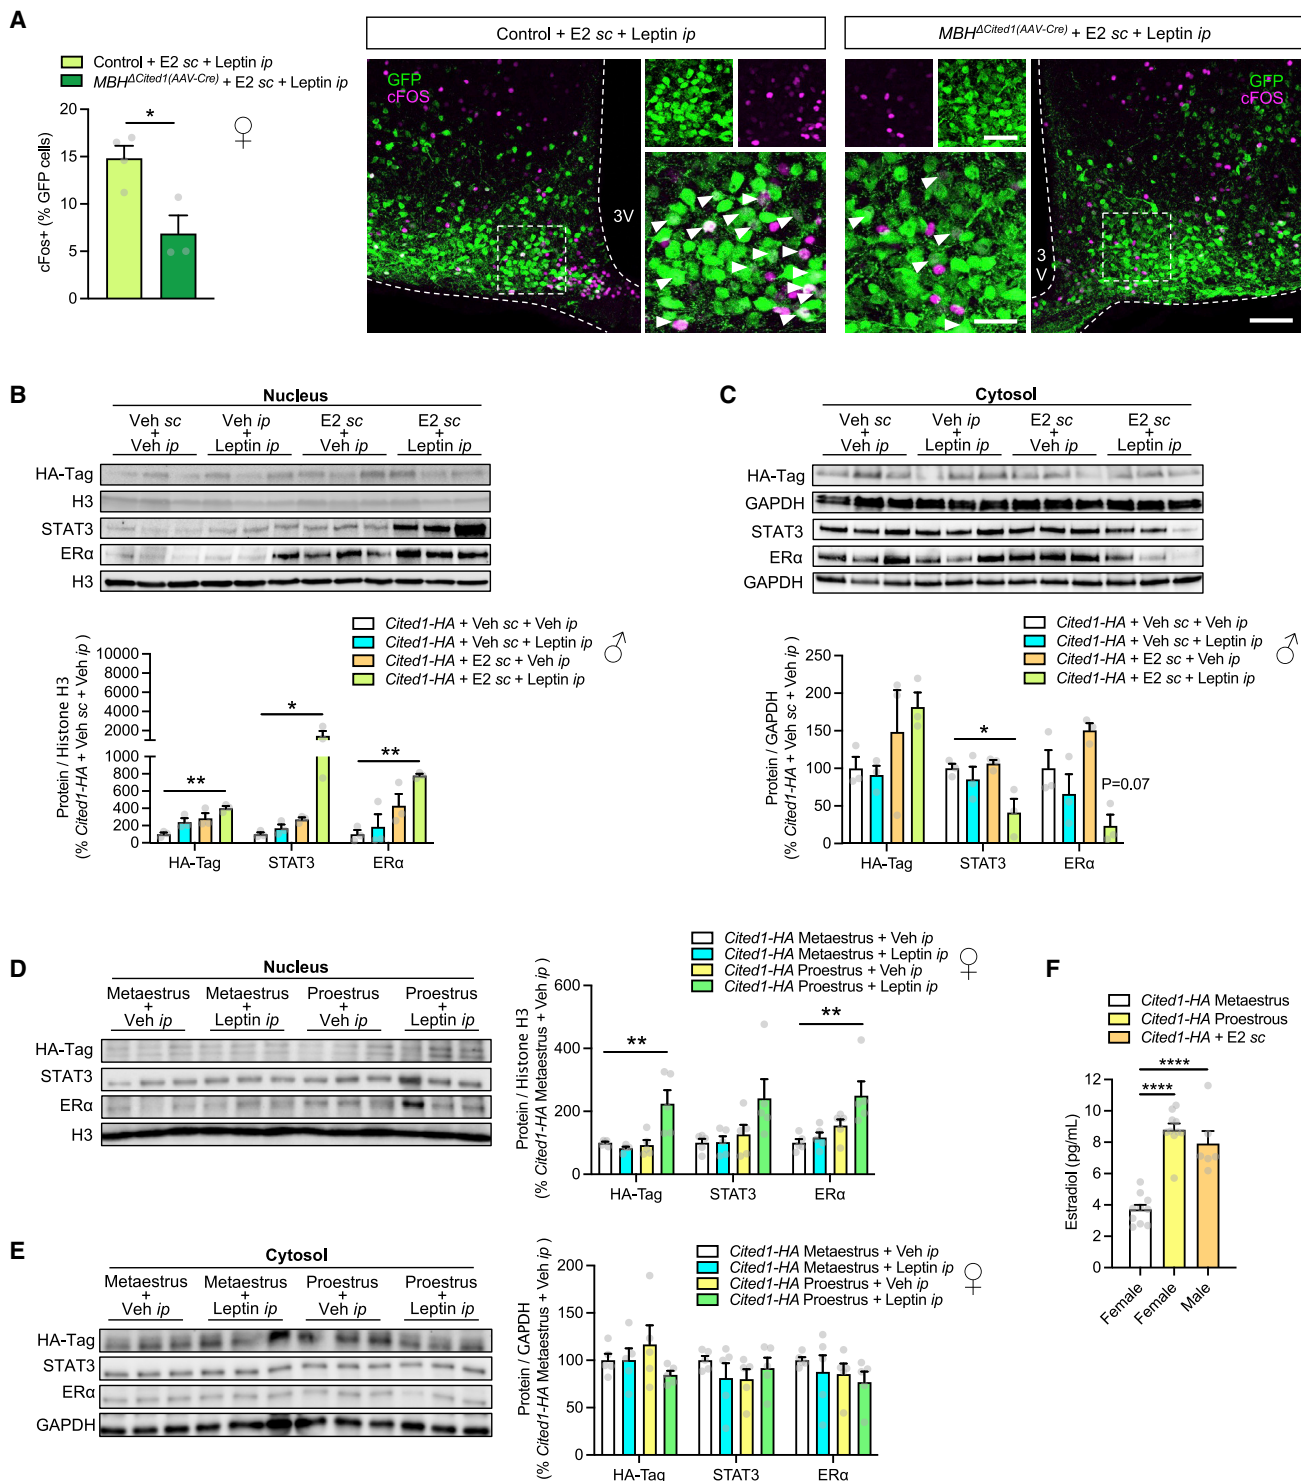 A
Control + E2 sc + Leptin ip
MBHΔCited1(AAV-Cre) + E2 sc + Leptin ip
cFos+ (% GFP cells)
20
15
10
5
0
*
♀
Control + E2 sc + Leptin ip
GFP
cFOS
3V
MBHΔCited1(AAV-Cre) + E2 sc + Leptin ip
GFP
cFOS
3
V
B
Nucleus
Veh sc
+
Veh ip
Veh ip
+
Leptin ip
E2 sc
+
Veh ip
E2 sc
+
Leptin ip
HA-Tag
H3
STAT3
ERα
H3
Cited1-HA + Veh sc + Veh ip
Cited1-HA + Veh sc + Leptin ip
Cited1-HA + E2 sc + Veh ip
Cited1-HA + E2 sc + Leptin ip
♂
Protein / Histone H3
(% Cited1-HA + Veh sc + Veh ip )
10000
8000
6000
4000
2000
1000
800
600
400
200
0
**
*
**
HA-Tag
STAT3
ERα
C
Cytosol
Veh sc
+
Veh ip
Veh ip
+
Leptin ip
E2 sc
+
Veh ip
E2 sc
+
Leptin ip
HA-Tag
GAPDH
STAT3
ERα
GAPDH
Cited1-HA + Veh sc + Veh ip
Cited1-HA + Veh sc + Leptin ip
Cited1-HA + E2 sc + Veh ip
Cited1-HA + E2 sc + Leptin ip
♂
Protein / GAPDH
(% Cited1-HA + Veh sc + Veh ip )
250
200
150
100
50
0
*
P=0.07
HA-Tag
STAT3
ERα
D
Nucleus
Metaestrus
+
Veh ip
Metaestrus
+
Leptin ip
Proestrus
+
Veh ip
Proestrus
+
Leptin ip
HA-Tag
STAT3
ERα
H3
Cited1-HA Metaestrus + Veh ip
Cited1-HA Metaestrus + Leptin ip
Cited1-HA Proestrus + Veh ip
Cited1-HA Proestrus + Leptin ip
♀
Protein / Histone H3
(% Cited1-HA Metaestrus + Veh ip )
600
400
200
0
**
**
HA-Tag
STAT3
ERα
E
Cytosol
Metaestrus
+
Veh ip
Metaestrus
+
Leptin ip
Proestrus
+
Veh ip
Proestrus
+
Leptin ip
HA-Tag
STAT3
ERα
GAPDH
Cited1-HA Metaestrus + Veh ip
Cited1-HA Metaestrus + Leptin ip
Cited1-HA Proestrus + Veh ip
Cited1-HA Proestrus + Leptin ip
♀
Protein / GAPDH
(% Cited1-HA Metaestrus + Veh ip )
200
150
100
50
0
HA-Tag
STAT3
ERα
F
Cited1-HA Metaestrus
Cited1-HA Proestrous
Cited1-HA + E2 sc
Estradiol (pg/mL)
12
10
8
6
4
2
0
****
****
Female
Female
Male